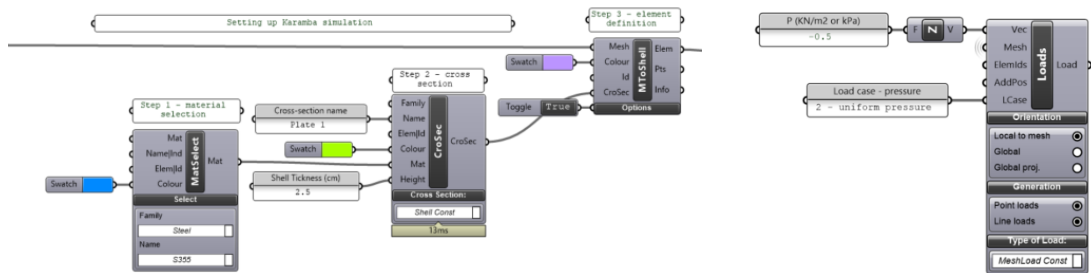 Setting up Karamba simulation
Step 3 - element
definition
Mesh
Colour
Id
CroSec
MToShell
Elem
Pts
Info
Options
Swatch
Toggle
True
Step 2 - cross
section
Family
Name
Elem|Id
Colour
Mat
Height
CroSec
CroSec
Cross Section:
Shell Const
13ms
Cross-section name
Plate 1
Swatch
Shell Tickness (cm)
2.5
Step 1 - material
selection
Mat
Name|Ind
Elem|Id
Colour
MatSelect
Mat
Swatch
Select
Family
Steel
Name
S355
P (KN/m2 or kPa)
-0.5
F
Z
V
Load case - pressure
2 - uniform pressure
Vec
Mesh
ElemIds
AddPos
LCase
Loads
Load
Orientation
Local to mesh
Global
Global proj.
Generation
Point loads
Line loads
Type of Load:
MeshLoad Const